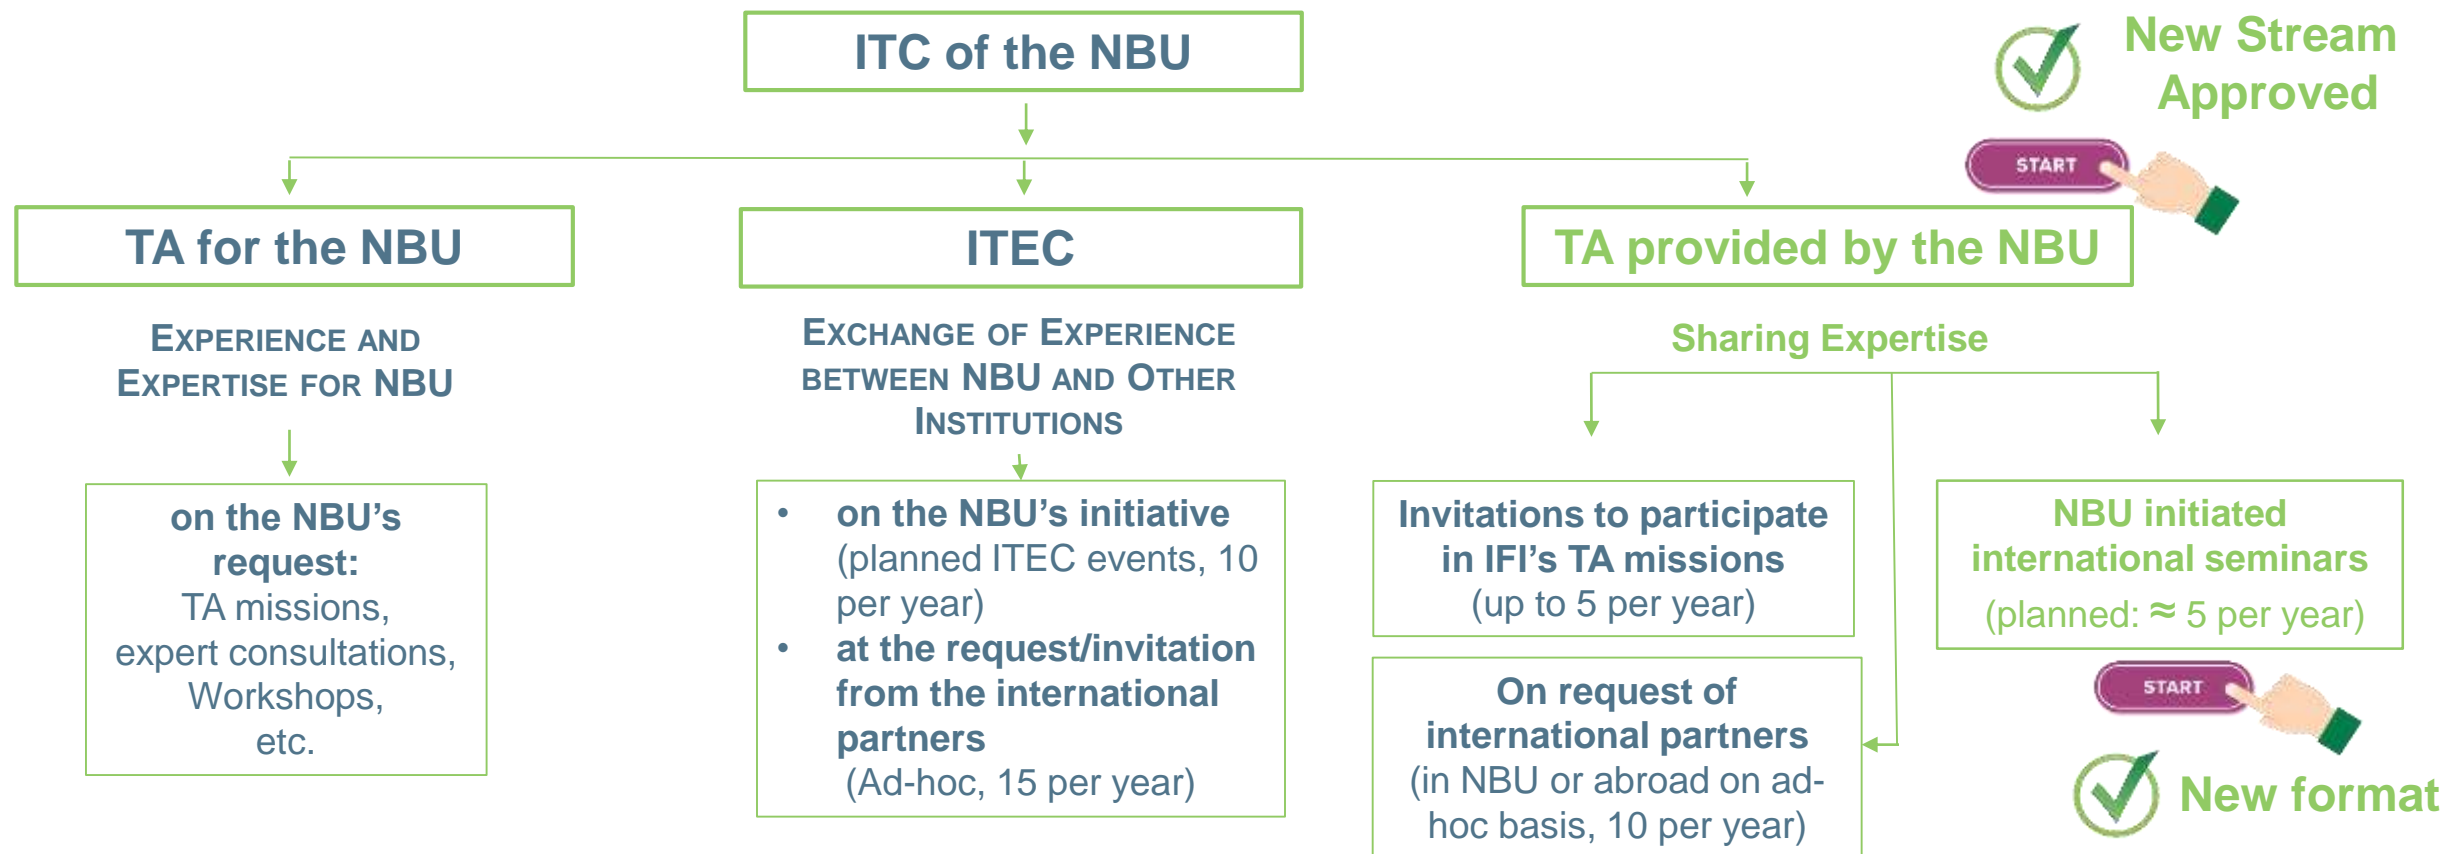 ITC of the NBU
New Stream
Approved
START
TA for the NBU
ITEC
TA provided by the NBU
EXPERIENCE AND
EXPERTISE FOR NBU
EXCHANGE OF EXPERIENCE
BETWEEN NBU AND OTHER
INSTITUTIONS
Sharing Expertise
on the NBU's
request:
TA missions,
expert consultations,
Workshops,
etc.
• on the NBU's initiative
(planned ITEC events, 10
per year)
• at the request/invitation
from the international
partners
(Ad-hoc, 15 per year)
Invitations to participate
in IFI's TA missions
(up to 5 per year)
On request of
international partners
(in NBU or abroad on ad-
hoc basis, 10 per year)
NBU initiated
international seminars
(planned: ≈ 5 per year)
START
New format